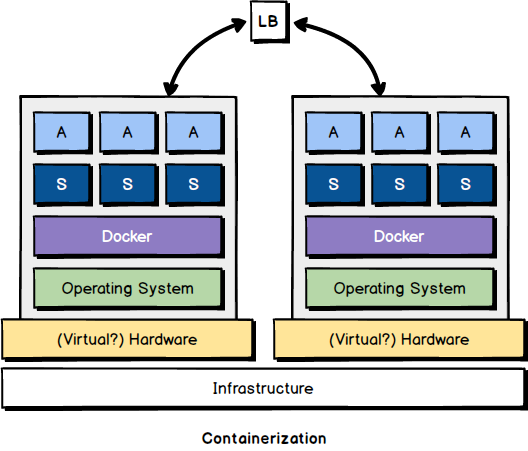 LB
A A A
S S S
Docker
Operating System
(Virtual?) Hardware
A A A
S S S
Docker
Operating System
(Virtual?) Hardware
Infrastructure
Containerization